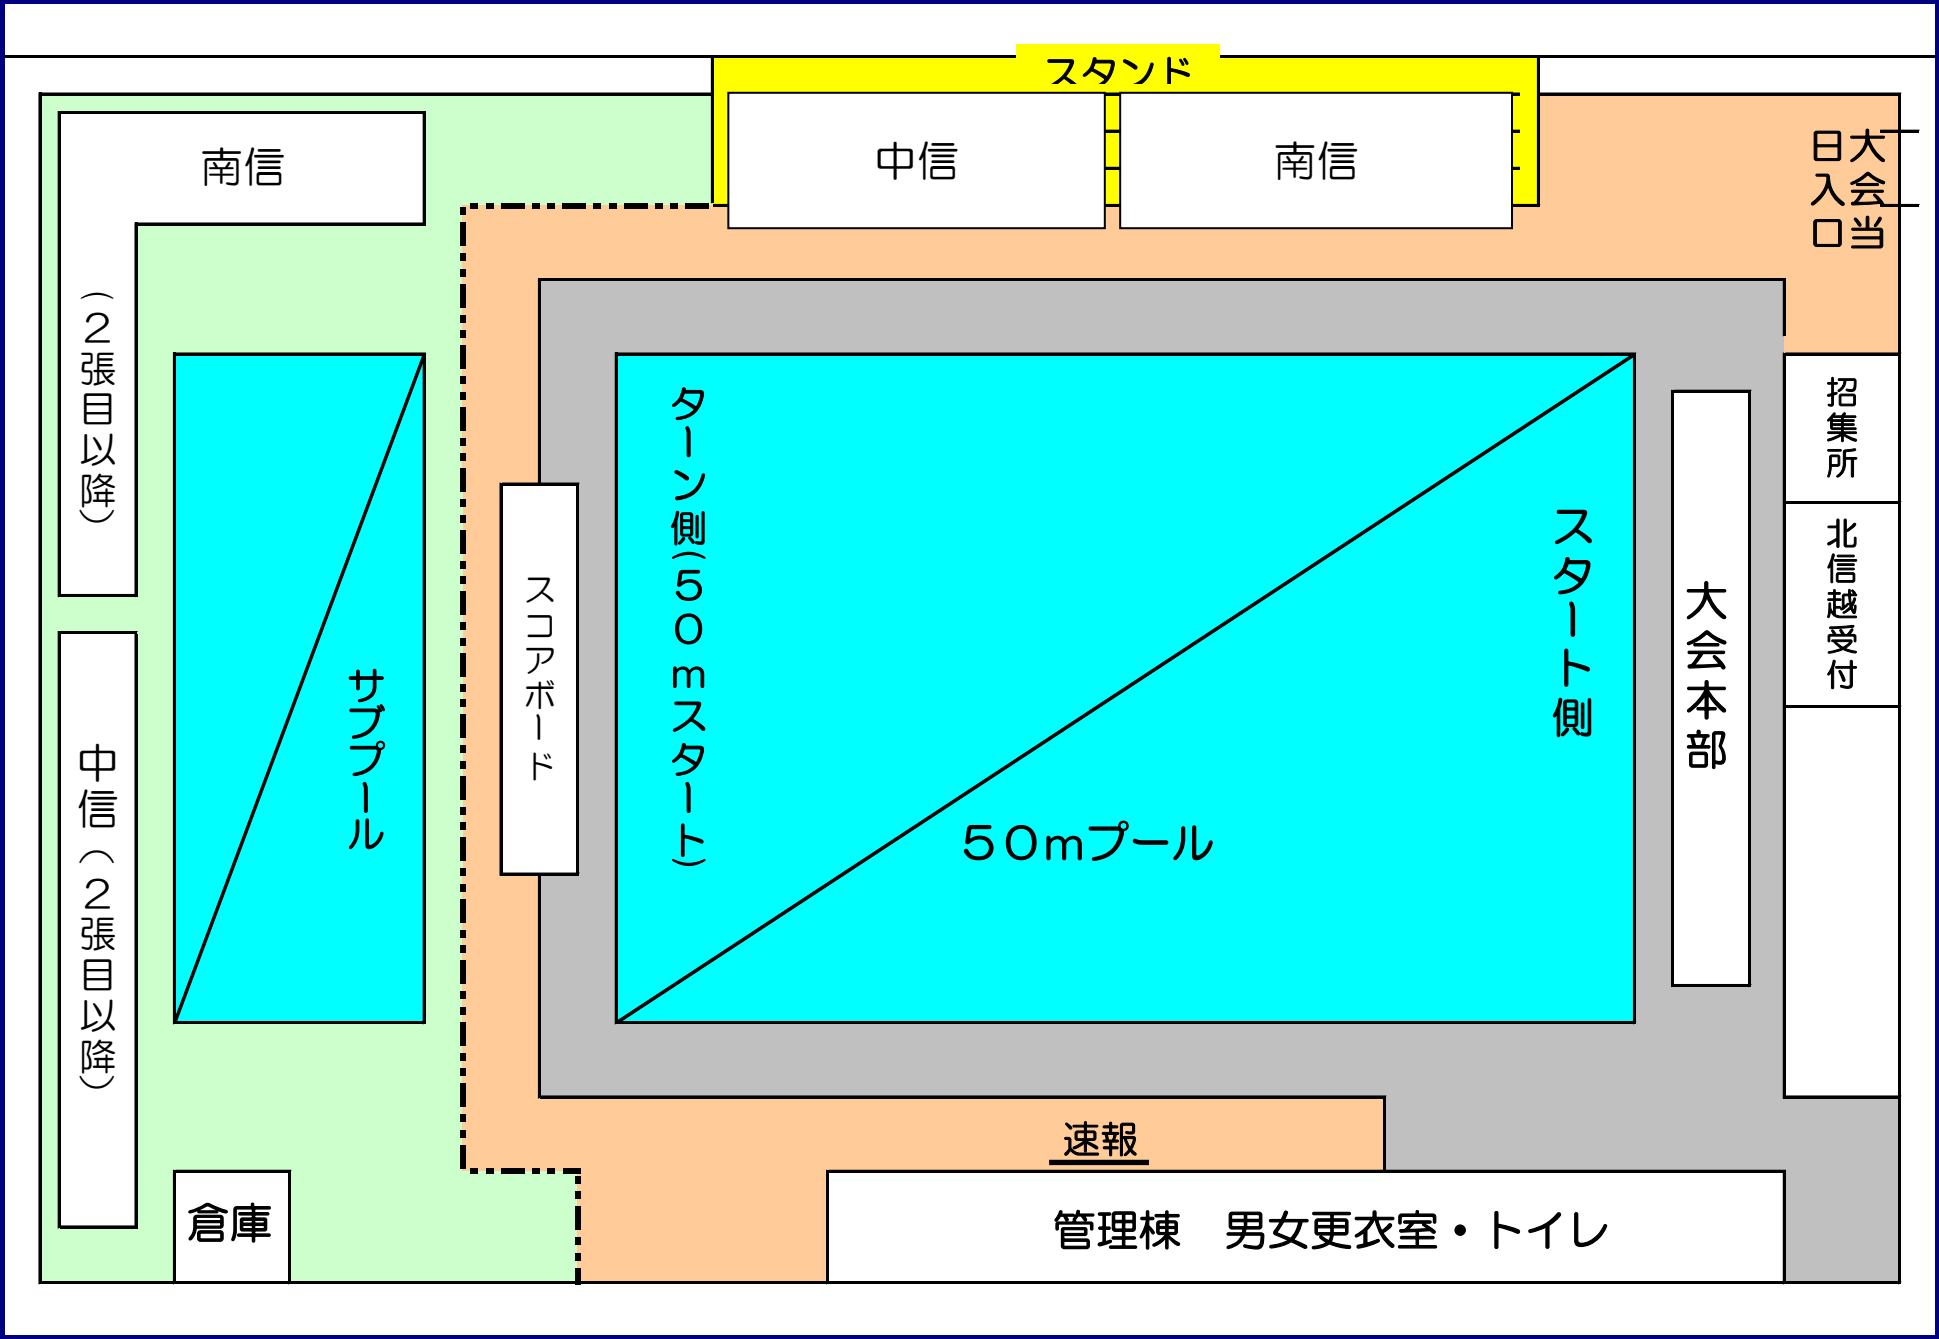 スタンド
中信
南信
大会当
日入口
南信
（２張目以降）
中信（２張目以降）
サブプール
スコアボード
ターン側（５０ｍスタート）
５０ｍプール
スタート側
大会本部
招集所
北信越受付
速報
倉庫
管理棟　男女更衣室・トイレ